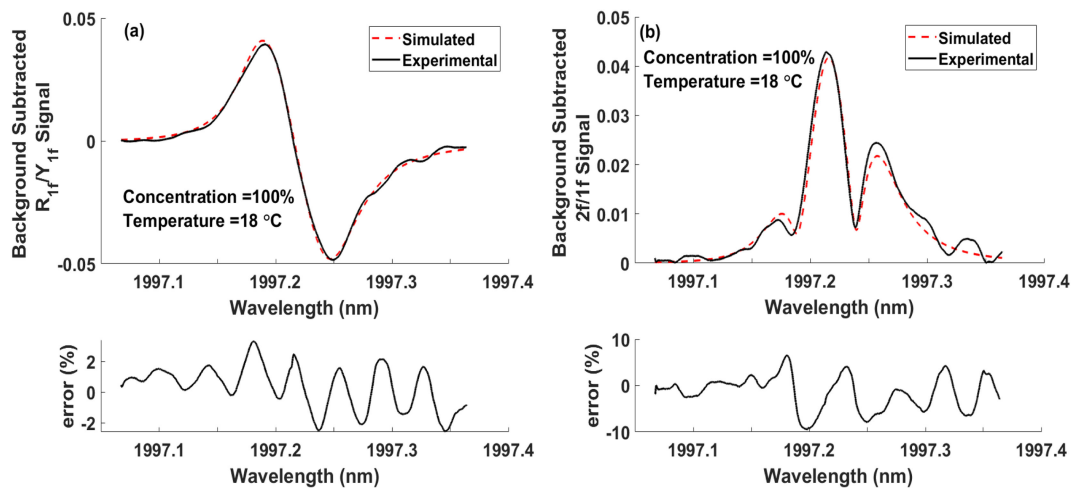 (a)
Simulated
Experimental
Concentration =100%
Temperature =18 °C
Background Subtracted
R1f/Y1f Signal
0.05
0
-0.05
1997.1
1997.2
1997.3
1997.4
Wavelength (nm)
(b)
Simulated
Experimental
Concentration =100%
Temperature =18 °C
Background Subtracted
2f/1f Signal
0.05
0.04
0.03
0.02
0.01
0
1997.1
1997.2
1997.3
1997.4
Wavelength (nm)
error (%)
2
0
-2
1997.1
1997.2
1997.3
1997.4
Wavelength (nm)
error (%)
10
0
-10
1997.1
1997.2
1997.3
1997.4
Wavelength (nm)